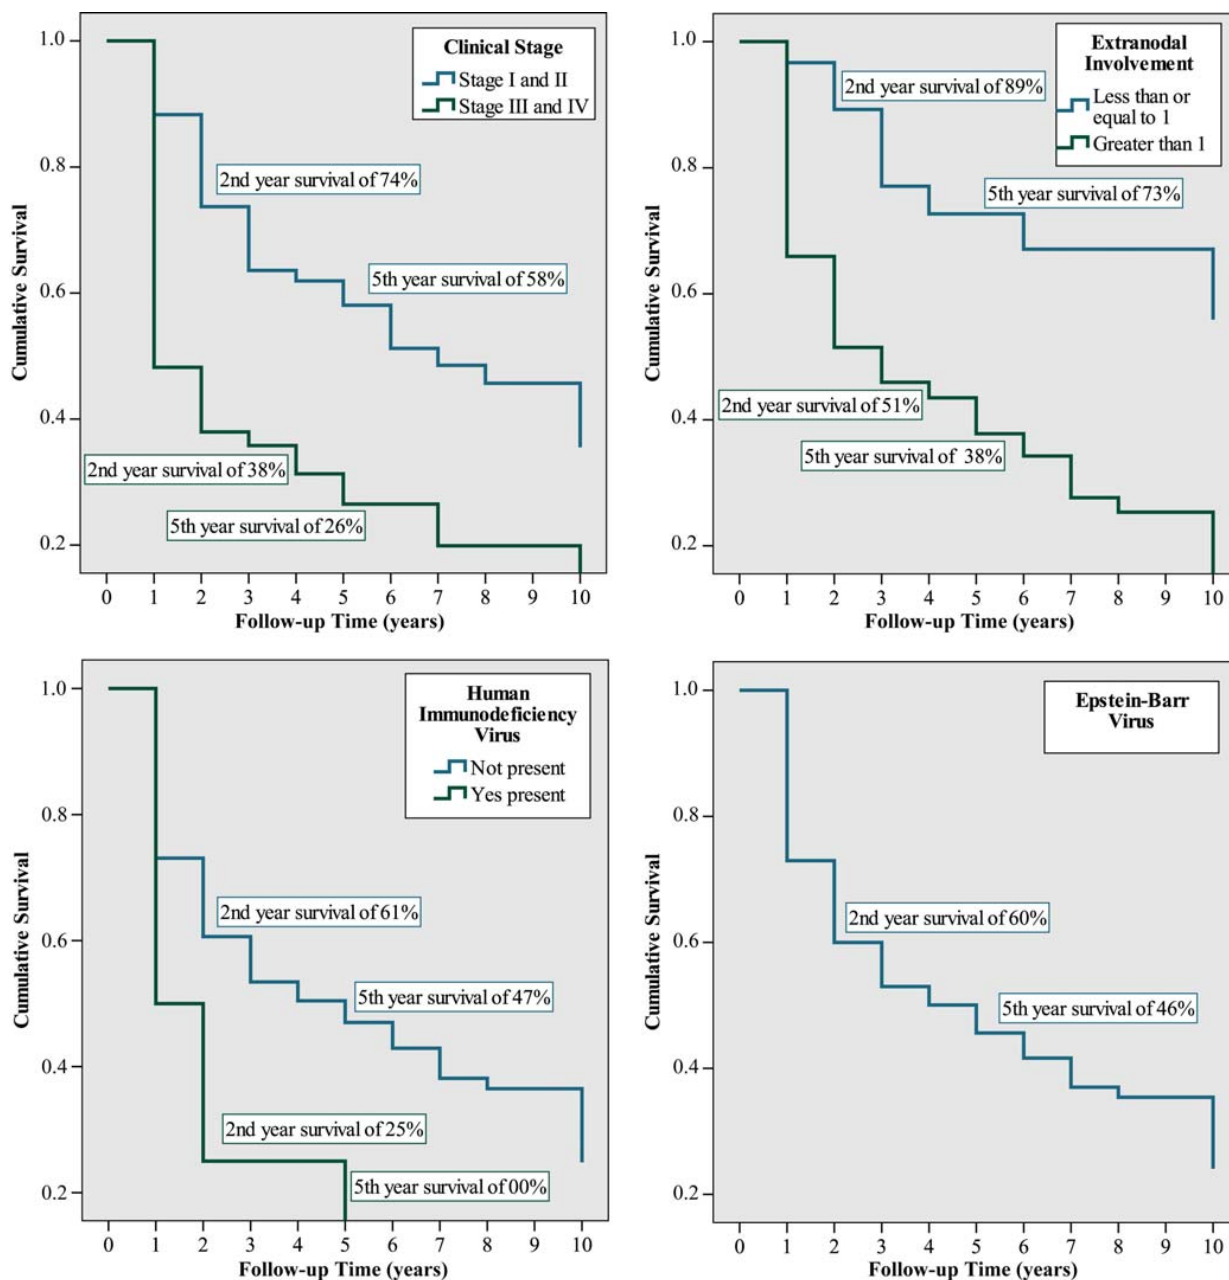 Clinical Stage
Stage I and II
Stage III and IV
1.0
0.8
0.6
0.4
0.2
Cumulative Survival
2nd year survival of 74%
5th year survival of 58%
2nd year survival of 38%
5th year survival of 26%
0 1 2 3 4 5 6 7 8 9 10
Follow-up Time (years)
Extranodal
Involvement
Less than or
equal to 1
Greater than 1
1.0
0.8
0.6
0.4
0.2
Cumulative Survival
2nd year survival of 89%
5th year survival of 73%
2nd year survival of 51%
5th year survival of 38%
0 1 2 3 4 5 6 7 8 9 10
Follow-up Time (years)
Human
Immunodeficiency
Virus
Not present
Yes present
1.0
0.8
0.6
0.4
0.2
Cumulative Survival
2nd year survival of 61%
5th year survival of 47%
2nd year survival of 25%
5th year survival of 00%
0 1 2 3 4 5 6 7 8 9 10
Follow-up Time (years)
Epstein-Barr
Virus
1.0
0.8
0.6
0.4
0.2
Cumulative Survival
2nd year survival of 60%
5th year survival of 46%
0 1 2 3 4 5 6 7 8 9 10
Follow-up Time (years)